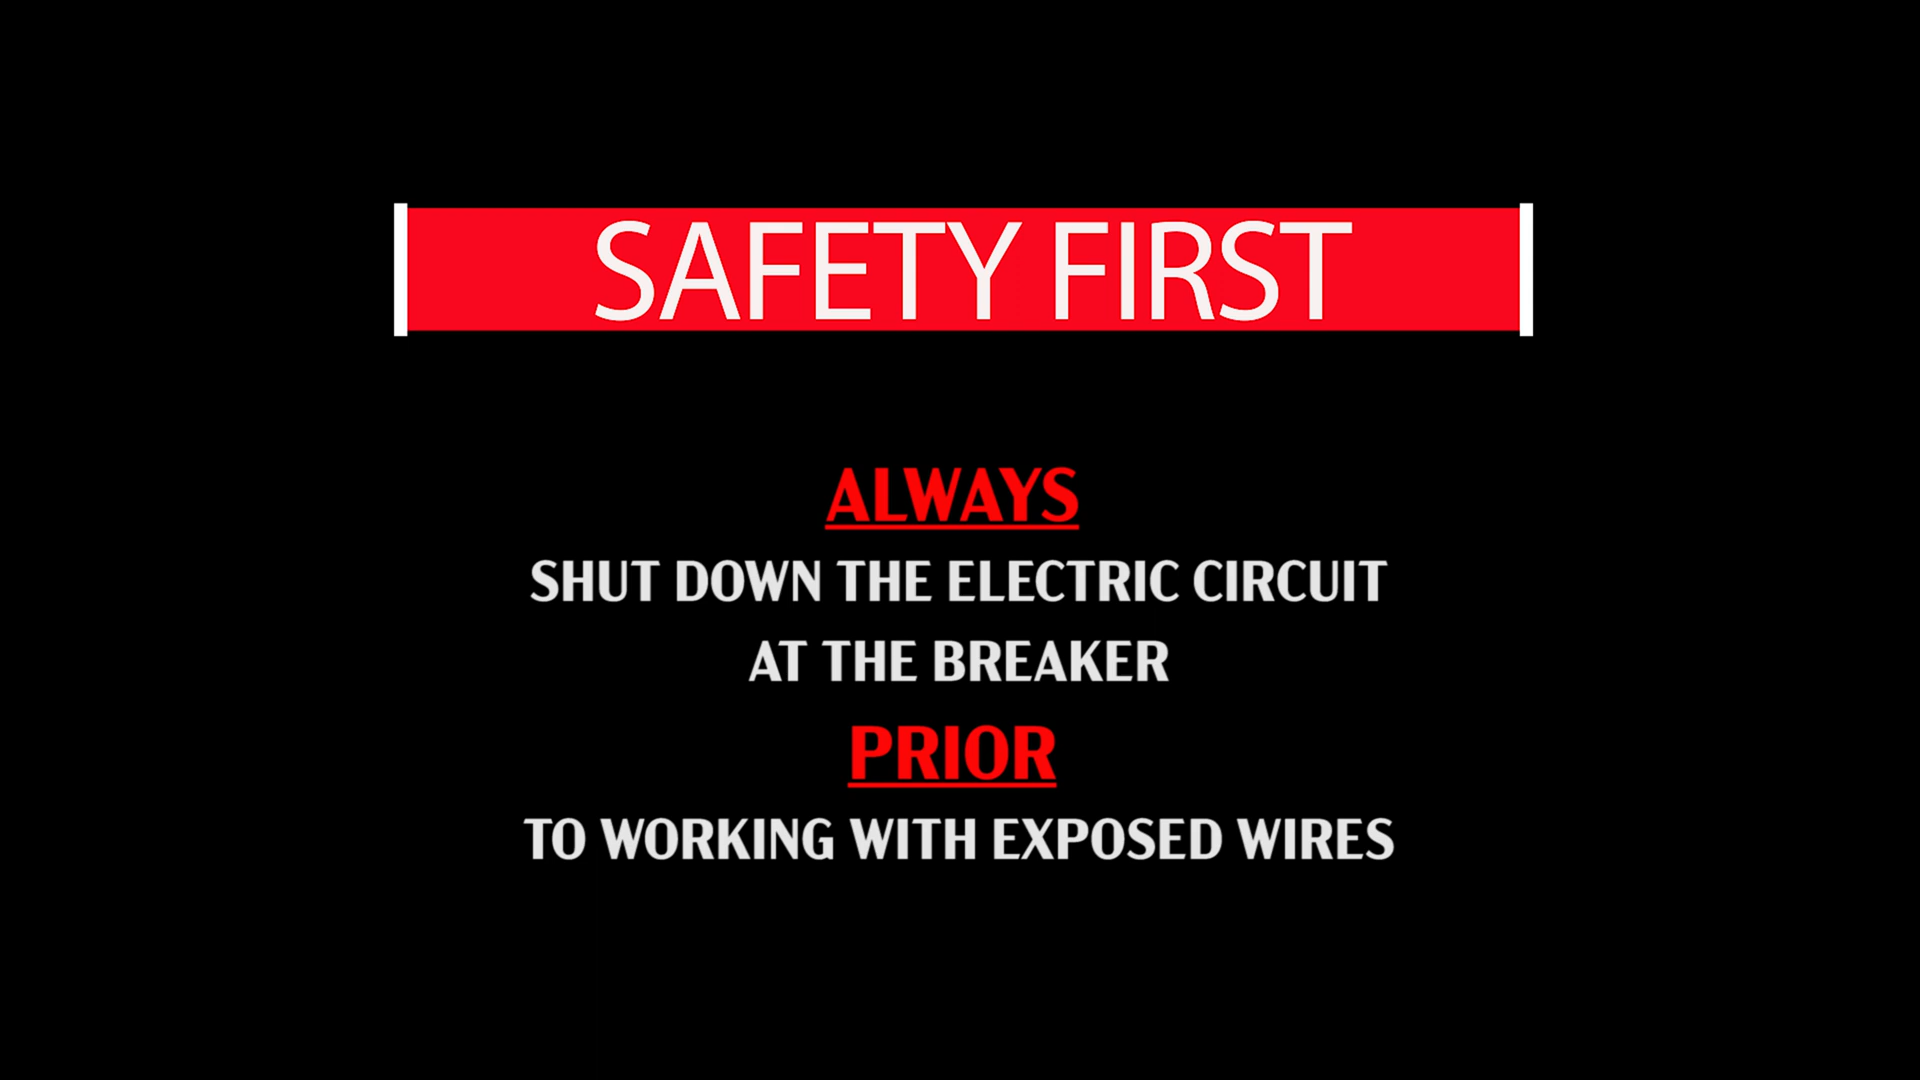 SAFETY FIRST
ALWAYS
SHUT DOWN THE ELECTRIC CIRCUIT
AT THE BREAKER
PRIOR
TO WORKING WITH EXPOSED WIRES